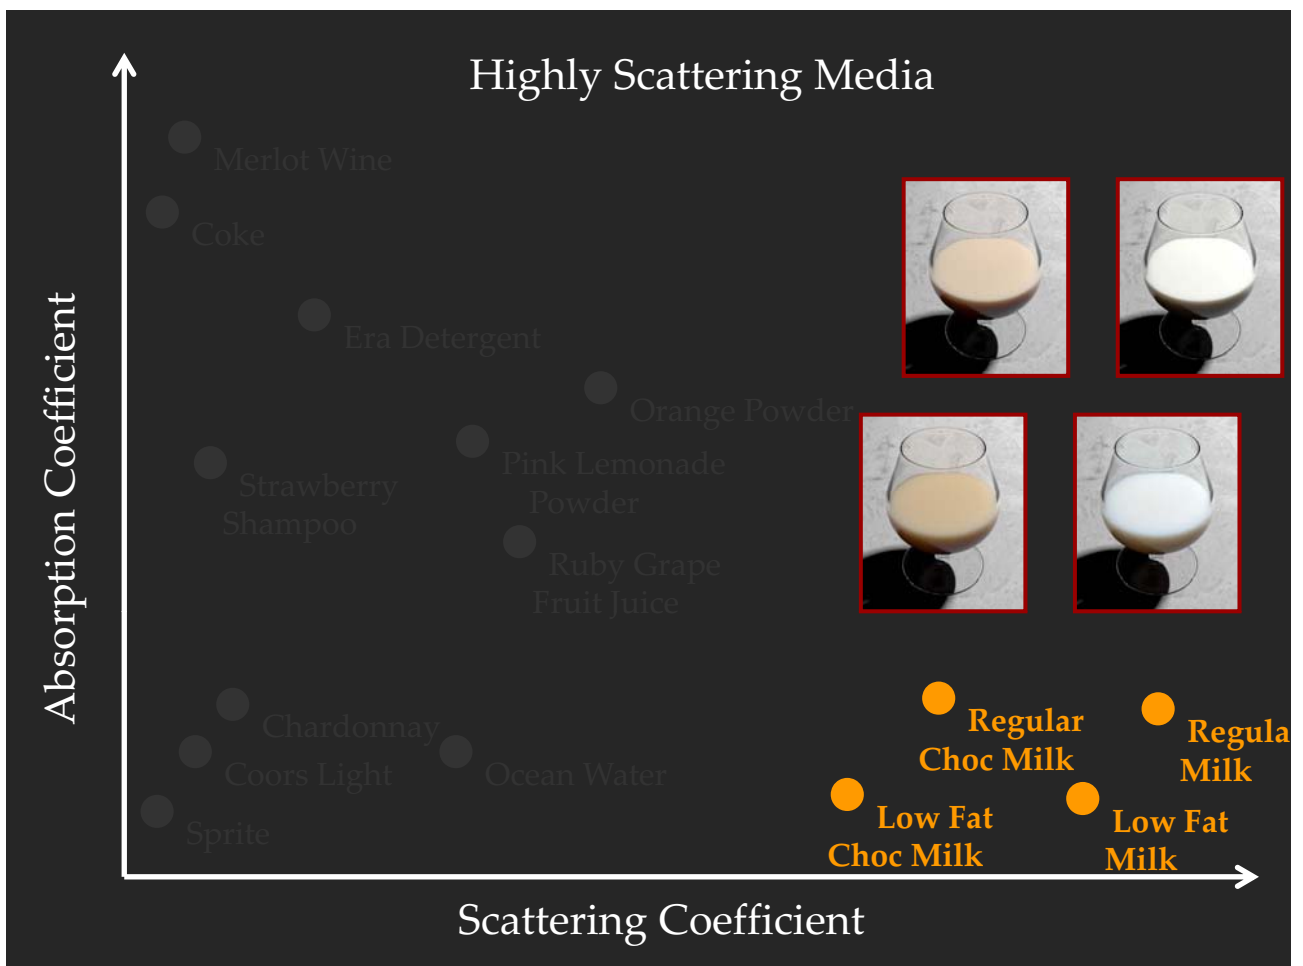 Highly Scattering Media
Merlot Wine
Coke
Era Detergent
Orange Powder
Pink Lemonade
Powder
Strawberry
Shampoo
Ruby Grape
Fruit Juice
Absorption Coefficient
Regular
Choc Milk
Regula
Milk
Chardonnay
Coors Light
Ocean Water
Low Fat
Choc Milk
Low Fat
Milk
Sprite
Scattering Coefficient